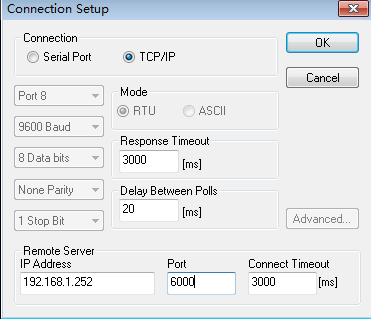 Connection Setup
Connection
Serial Port
TCP/IP
OK
Cancel
Port 8
9600 Baud
8 Data bits
None Parity
1 Stop Bit
Mode
RTU
ASCII
Response Timeout
3000 [ms]
Delay Between Polls
20 [ms]
Advanced...
Remote Server
IP Address Port Connect Timeout
192.168.1.252 6000 3000 [ms]